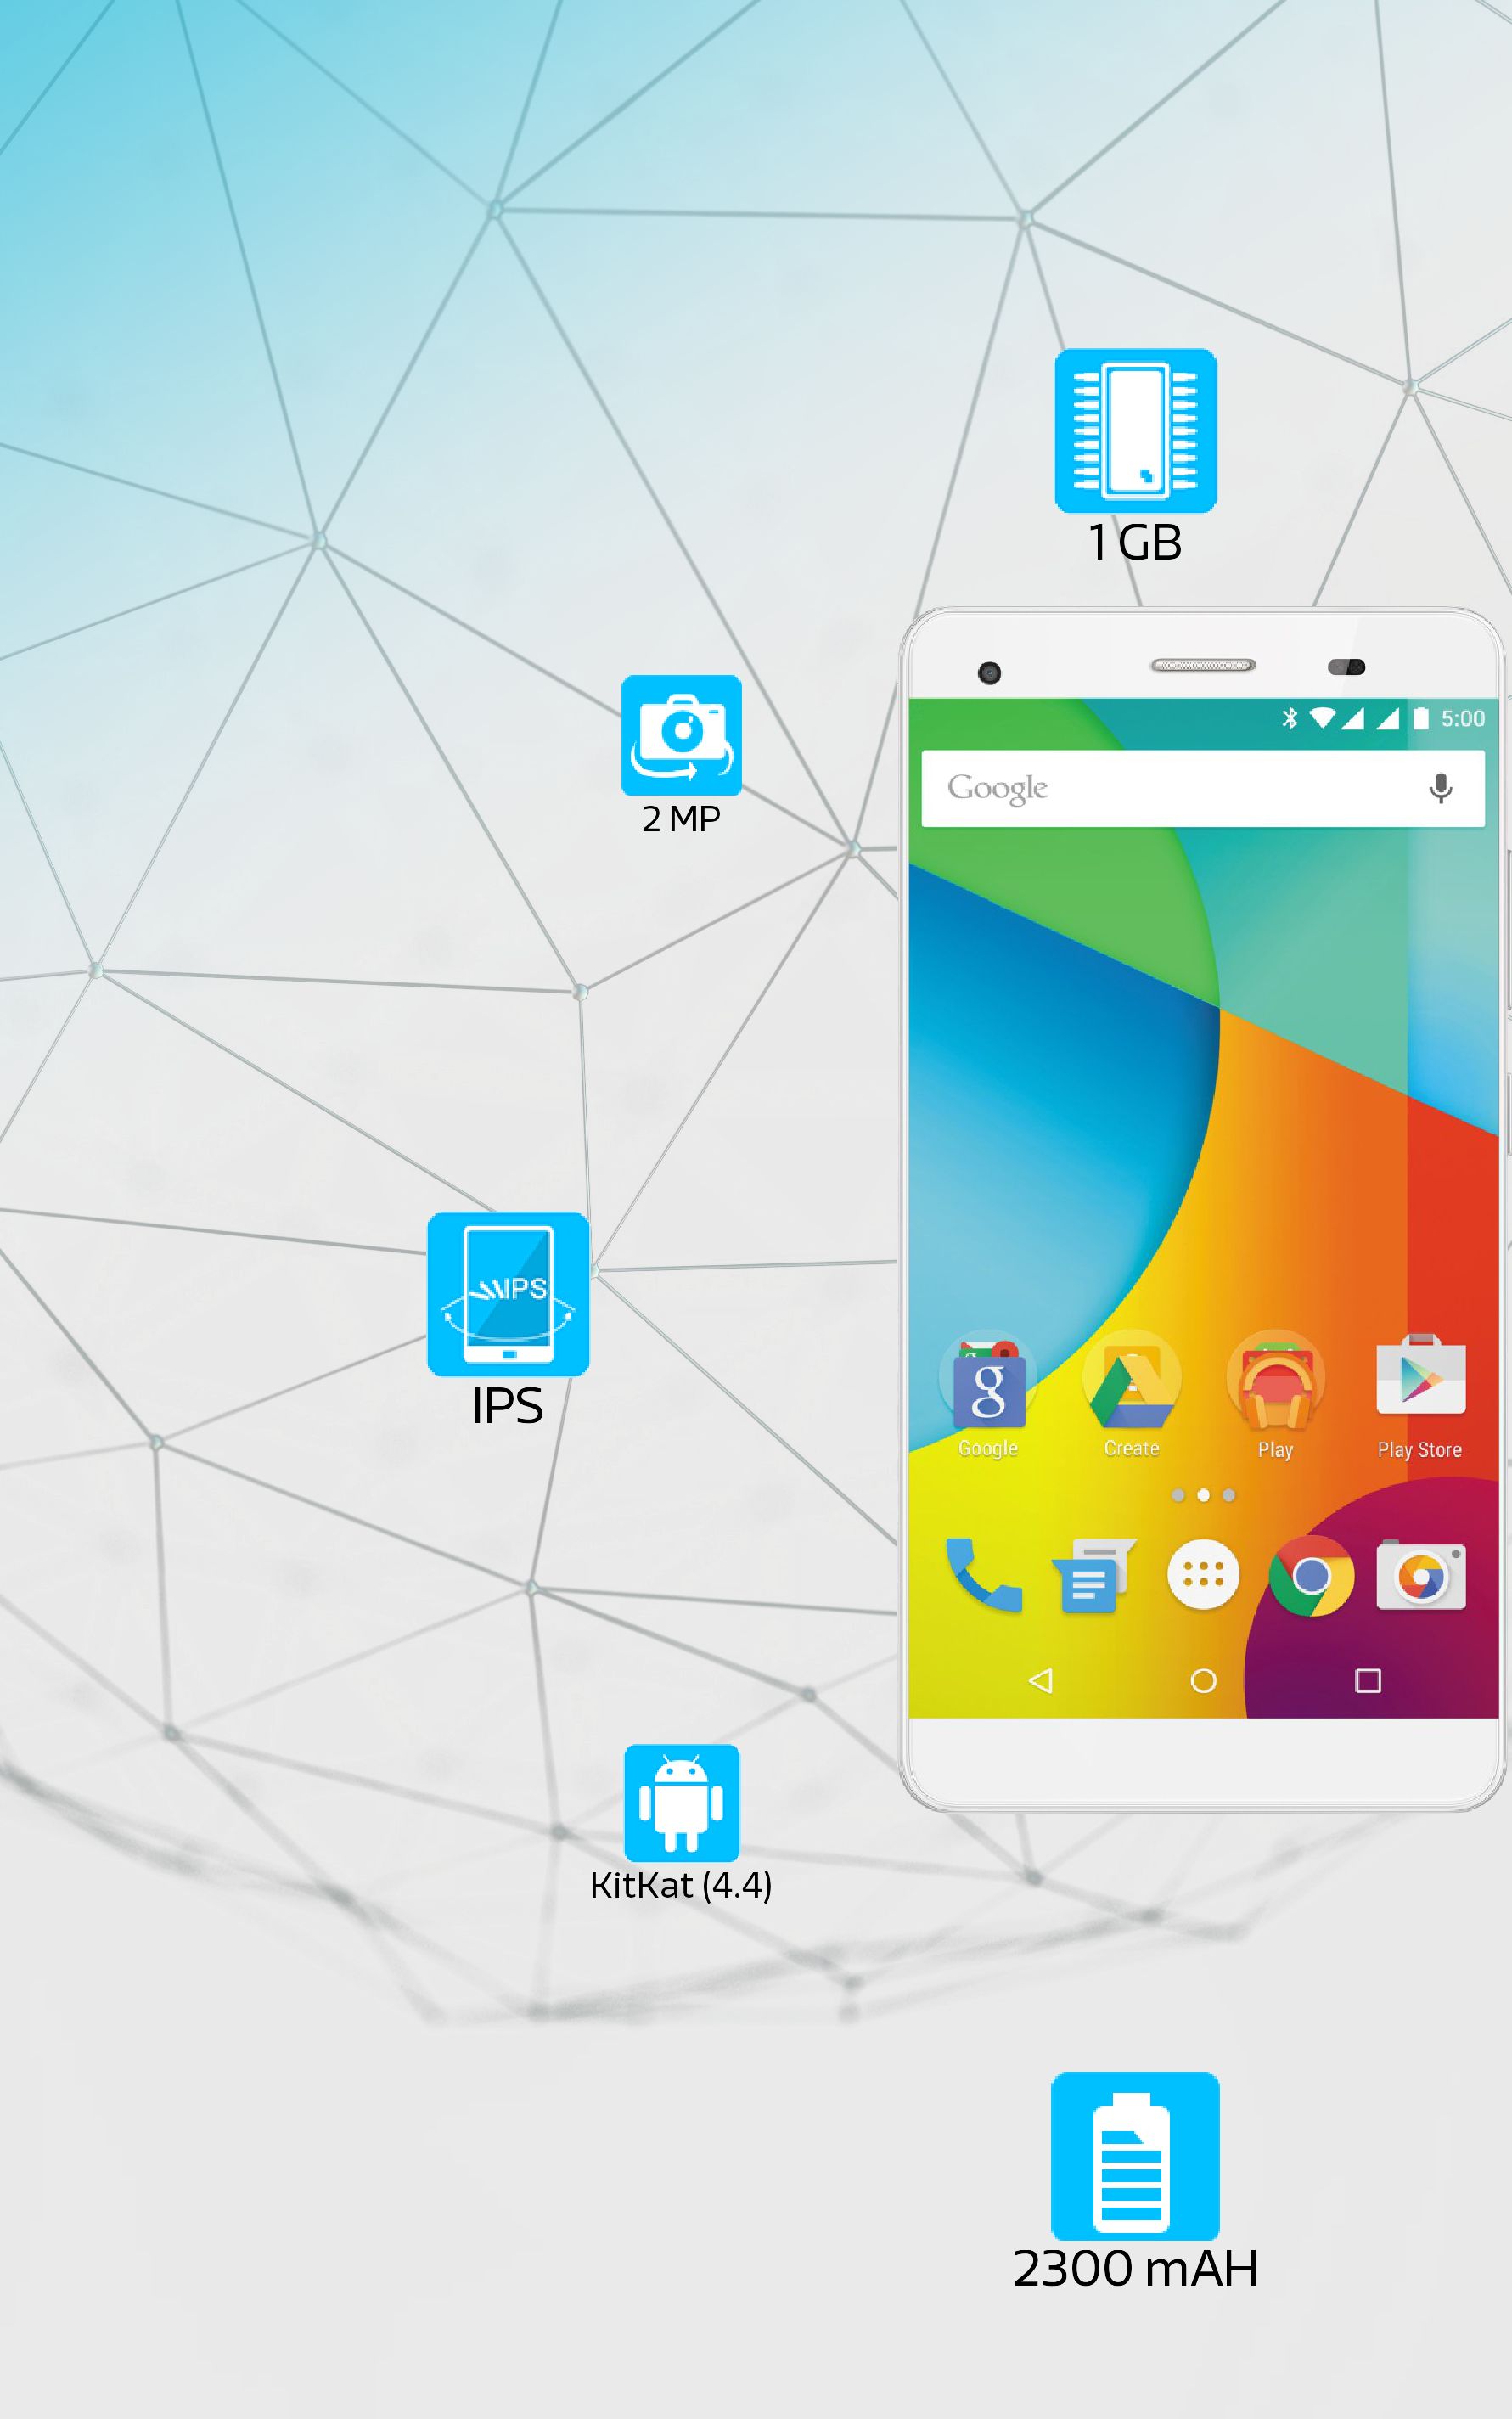 1 GB
2 MP
5:00
Google
IPS
IPS
Google
Create
Play
Play Store
KitKat (4.4)
2300 mAH